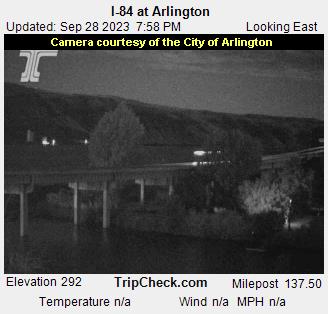 I-84 at Arlington
Updated: Sep 28 2023 7:58 PM Looking East
Camera courtesy of the City of Arlington
Elevation 292 TripCheck.com Milepost 137.50
Temperature n/a Wind n/a MPH n/a